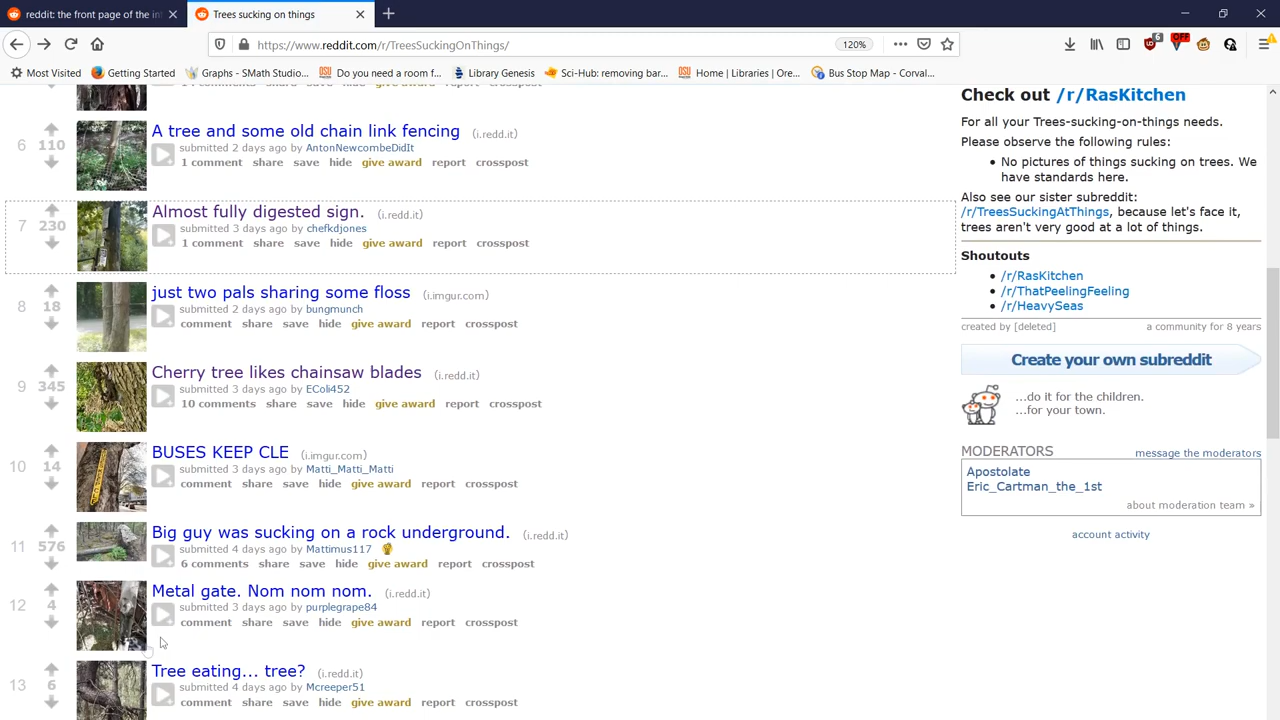 reddit: the front page of the in
Trees sucking on things
https://www.reddit.com/r/TreesSuckingOnThings/
120%
6
OFF
Most Visited
Getting Started
Graphs - SMath Studio...
Do you need a room f...
Library Genesis
Sci-Hub: removing bar...
Home | Libraries | Ore...
Bus Stop Map - Corval...
14 comments share save hide give award report crosspost
6
110
A tree and some old chain link fencing (i.redd.it)
submitted 2 days ago by AntonNewcombeDidIt
1 comment share save hide give award report crosspost
7
230
Almost fully digested sign. (i.redd.it)
submitted 3 days ago by chefkdjones
1 comment share save hide give award report crosspost
8
18
just two pals sharing some floss (i.imgur.com)
submitted 2 days ago by bungmunch
comment share save hide give award report crosspost
9
345
Cherry tree likes chainsaw blades (i.redd.it)
submitted 3 days ago by EColi452
10 comments share save hide give award report crosspost
10
14
BUSES KEEP CLE (i.imgur.com)
submitted 3 days ago by Matti_Matti_Matti
comment share save hide give award report crosspost
11
576
Big guy was sucking on a rock underground. (i.redd.it)
submitted 4 days ago by Mattimus117
6 comments share save hide give award report crosspost
12
4
Metal gate. Nom nom nom. (i.redd.it)
submitted 3 days ago by purplegrape84
comment share save hide give award report crosspost
13
6
Tree eating... tree? (i.redd.it)
submitted 4 days ago by Mcreeper51
comment share save hide give award report crosspost
Check out /r/RasKitchen
For all your Trees-sucking-on-things needs.
Please observe the following rules:
No pictures of things sucking on trees. We
have standards here.
Also see our sister subreddit:
/r/TreesSuckingAtThings, because let's face it,
trees aren't very good at a lot of things.
Shoutouts
/r/RasKitchen
/r/ThatPeelingFeeling
/r/HeavySeas
created by [deleted]
a community for 8 years
Create your own subreddit
...do it for the children.
...for your town.
MODERATORS
message the moderators
Apostolate
Eric_Cartman_the_1st
about moderation team »
account activity